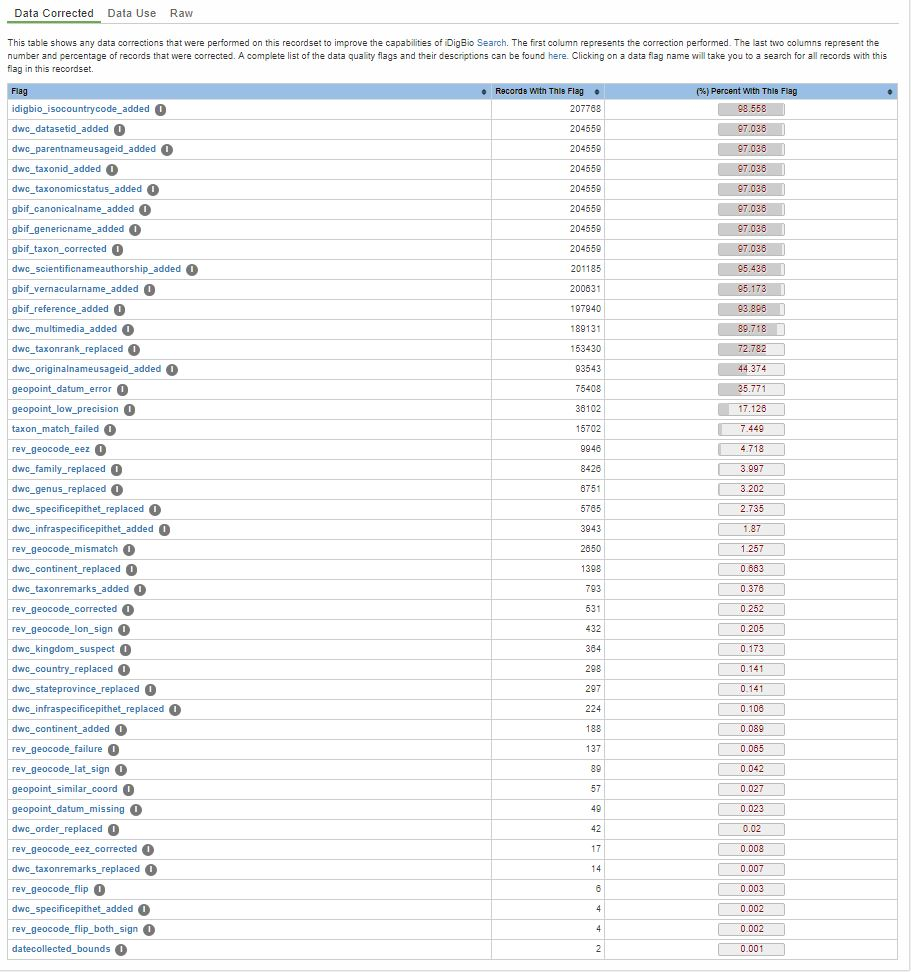 Data Corrected Data Use Raw
This table shows any data corrections that were performed on this recordset to improve the capabilities of iDigBio Search. The first column represents the correction performed. The last two columns represent the
number and percentage of records that were corrected. A complete list of the data quality flags and their descriptions can be found here. Clicking on a data flag name will take you to a search for all records with this
flag in this recordset.
Flag Records With This Flag (%) Percent With This Flag
idigbio_isocountrycode_added 207768 98.558
dwc_datasetid_added 204559 97.036
dwc_parentnameusageid_added 204559 97.036
dwc_taxonid_added 204559 97.036
dwc_taxonomicstatus_added 204559 97.036
gbif_canonicalname_added 204559 97.036
gbif_genericname_added 204559 97.036
gbif_taxon_corrected 204559 97.036
dwc_scientificnameauthorship_added 201185 95.436
gbif_vernacularname_added 200631 95.173
gbif_reference_added 197940 93.896
dwc_multimedia_added 189131 89.718
dwc_taxonrank_replaced 153430 72.782
dwc_originalnameusageid_added 93543 44.374
geopoint_datum_error 75408 35.771
geopoint_low_precision 36102 17.126
taxon_match_failed 15702 7.449
rev_geocode_eez 9946 4.718
dwc_family_replaced 8426 3.997
dwc_genus_replaced 6751 3.202
dwc_specificepithet_replaced 5765 2.735
dwc_infraspecificepithet_added 3943 1.87
rev_geocode_mismatch 2650 1.257
dwc_continent_replaced 1398 0.663
dwc_taxonremarks_added 793 0.376
rev_geocode_corrected 531 0.252
rev_geocode_lon_sign 432 0.205
dwc_kingdom_suspect 364 0.173
dwc_country_replaced 298 0.141
dwc_stateprovince_replaced 297 0.141
dwc_infraspecificepithet_replaced 224 0.106
dwc_continent_added 188 0.089
rev_geocode_failure 137 0.065
rev_geocode_lat_sign 89 0.042
geopoint_similar_coord 57 0.027
geopoint_datum_missing 49 0.023
dwc_order_replaced 42 0.02
rev_geocode_eez_corrected 17 0.008
dwc_taxonremarks_replaced 14 0.007
rev_geocode_flip 6 0.003
dwc_specificepithet_added 4 0.002
rev_geocode_flip_both_sign 4 0.002
datecollected_bounds 2 0.001